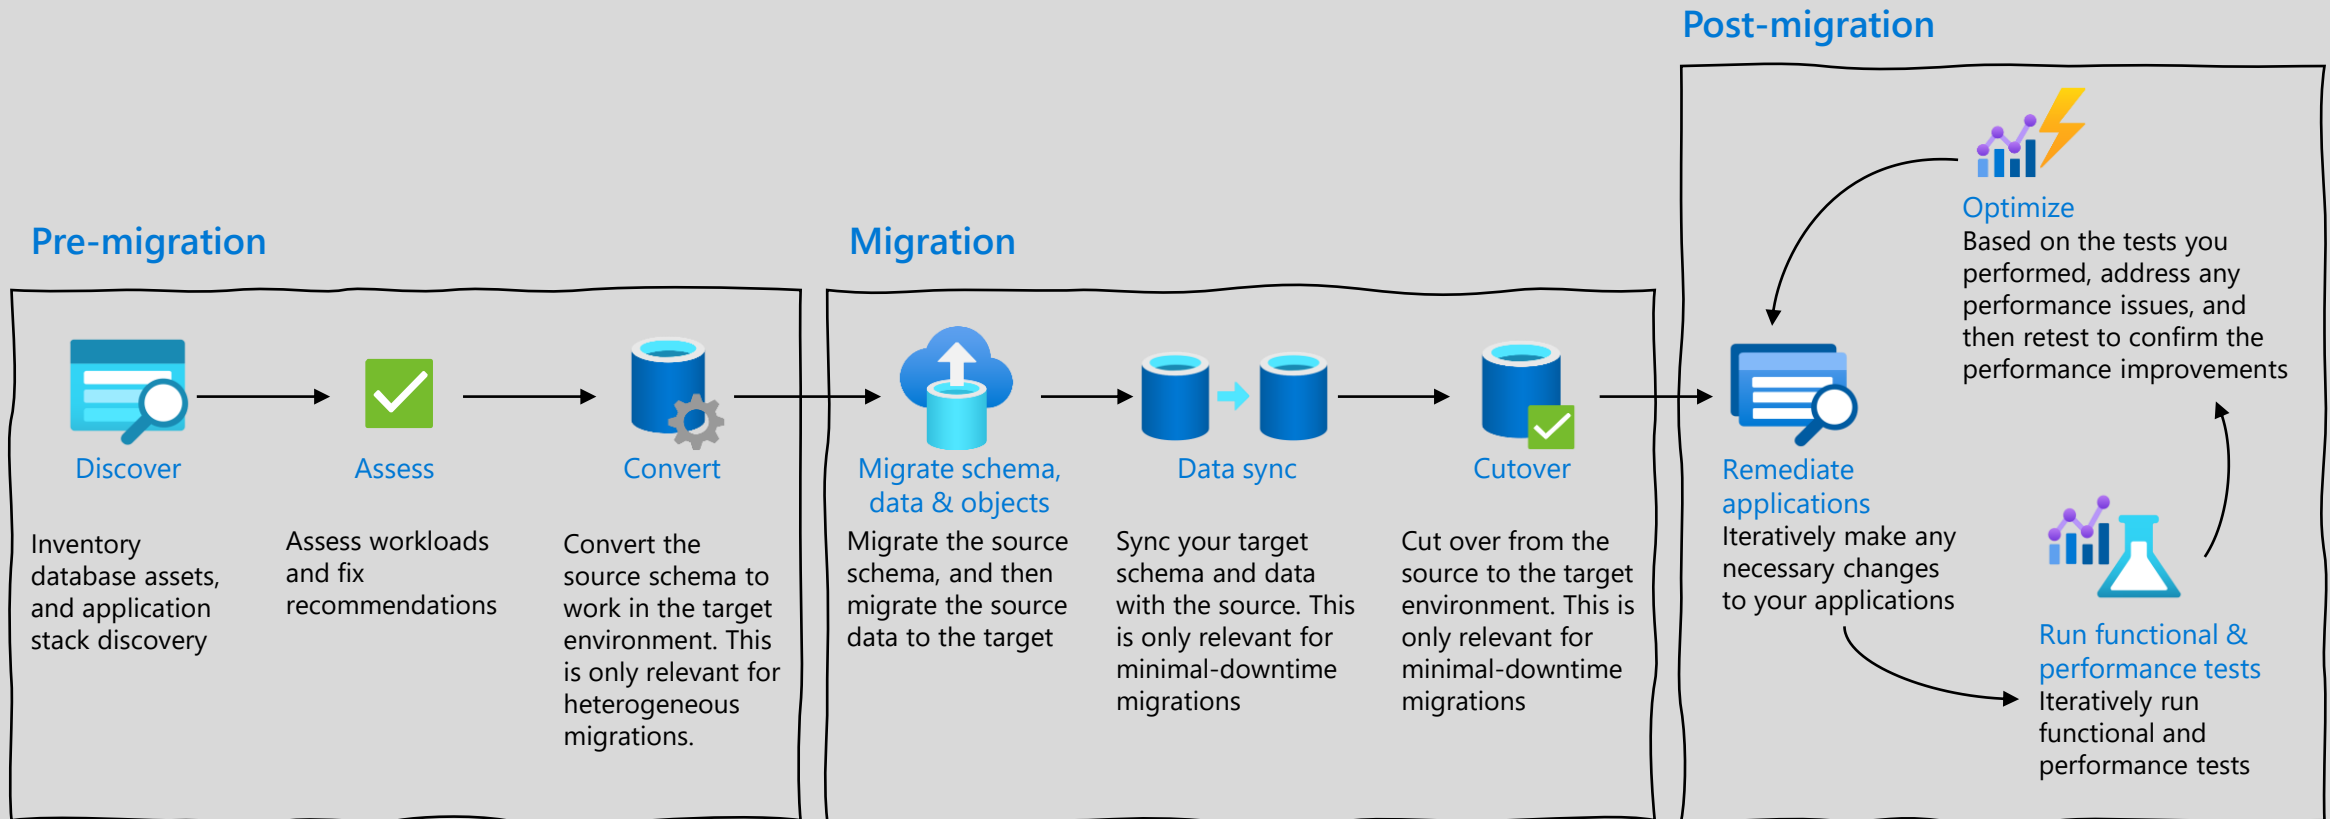 Pre-migration
Discover
Inventory
database assets,
and application
stack discovery
Assess
Assess workloads
and fix
recommendations
Convert
Convert the
source schema to
work in the target
environment. This
is only relevant for
heterogeneous
migrations.
Migration
Migrate schema,
data & objects
Migrate the source
schema, and then
migrate the source
data to the target
Data sync
Sync your target
schema and data
with the source. This
is only relevant for
minimal-downtime
migrations
Cutover
Cut over from the
source to the target
environment. This is
only relevant for
minimal-downtime
migrations
Post-migration
Remediate
applications
Iteratively make any
necessary changes
to your applications
Run functional &
performance tests
Iteratively run
functional and
performance tests
Optimize
Based on the tests you
performed, address any
performance issues, and
then retest to confirm the
performance improvements